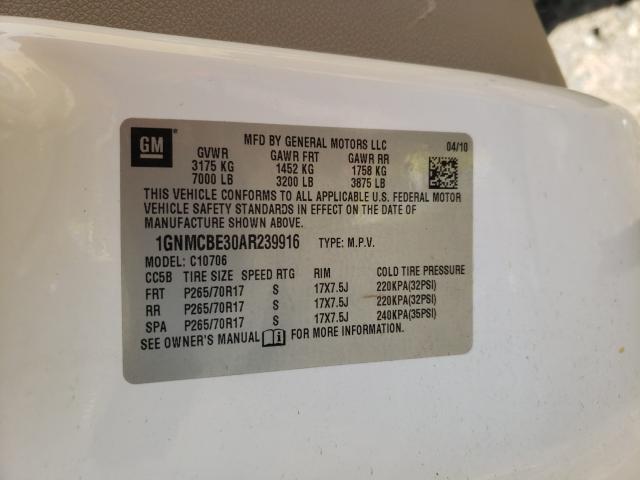 GM
MFD BY GENERAL MOTORS LLC 04/10
GVWR GAWR FRT GAWR RR
3175 KG 1452 KG 1758 KG
7000 LB 3200 LB 3875 LB
THIS VEHICLE CONFORMS TO ALL APPLICABLE U.S. FEDERAL MOTOR
VEHICLE SAFETY STANDARDS IN EFFECT ON THE DATE OF
MANUFACTURE SHOWN ABOVE.
1GNMCBE30AR239916 TYPE: M.P.V.
MODEL: C10706
CC5B TIRE SIZE SPEED RTG RIM COLD TIRE PRESSURE
FRT P265/70R17 S 17X7.5J 220KPA(32PSI)
RR P265/70R17 S 17X7.5J 220KPA(32PSI)
SPA P265/70R17 S 17X7.5J 240KPA(35PSI)
SEE OWNER'S MANUAL FOR MORE INFORMATION.